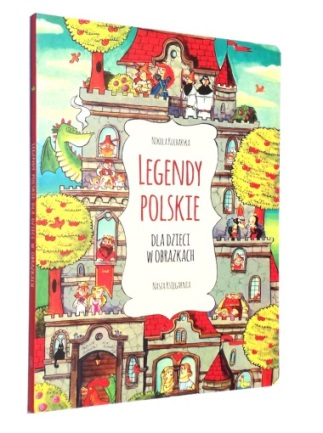 NIKOLA KUCHARSKA
LEGENDY
POLSKIE
DLA DZIECI
W OBRAZKACH
NASZA KSIĘGARNIA